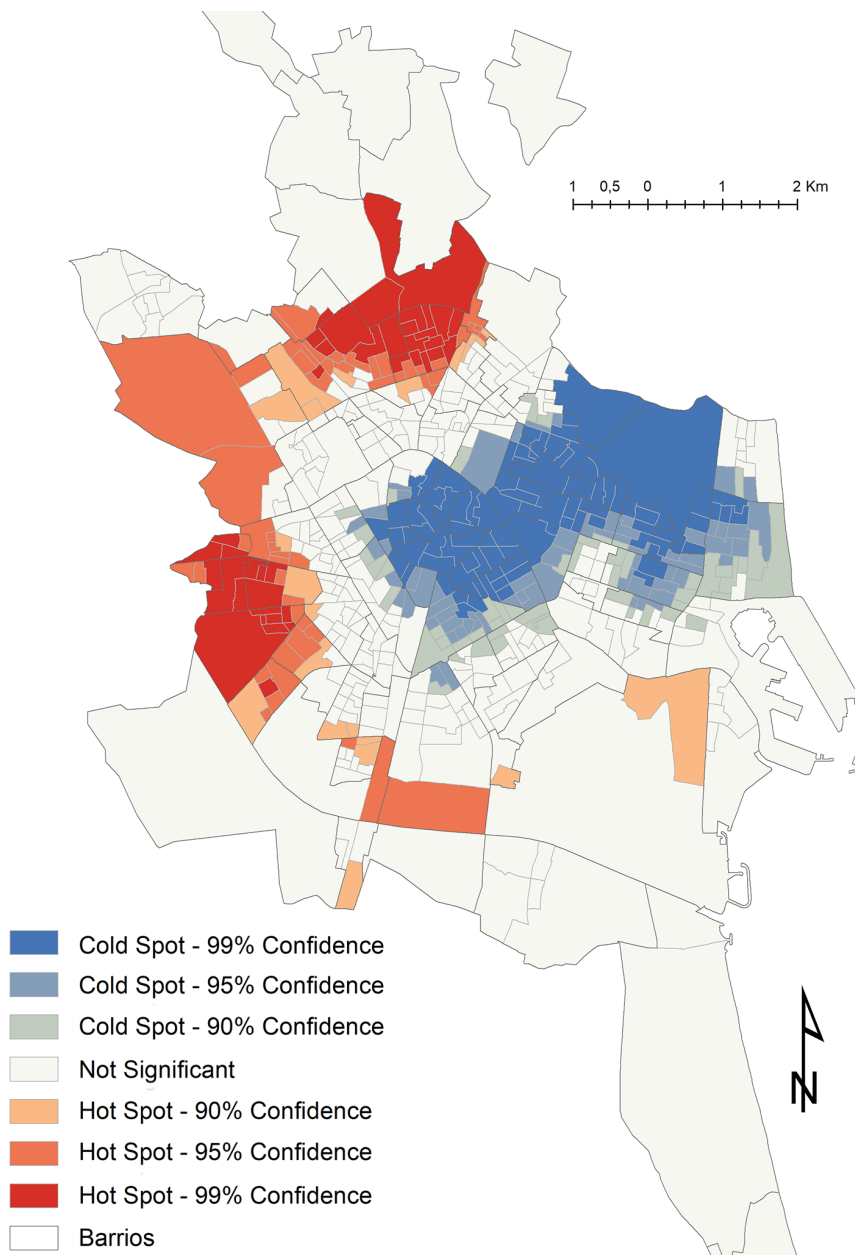 1 0,5 0 1 2 Km
Cold Spot - 99% Confidence
Cold Spot - 95% Confidence
Cold Spot - 90% Confidence
Not Significant
Hot Spot - 90% Confidence
Hot Spot - 95% Confidence
Hot Spot - 99% Confidence
Barrios
N